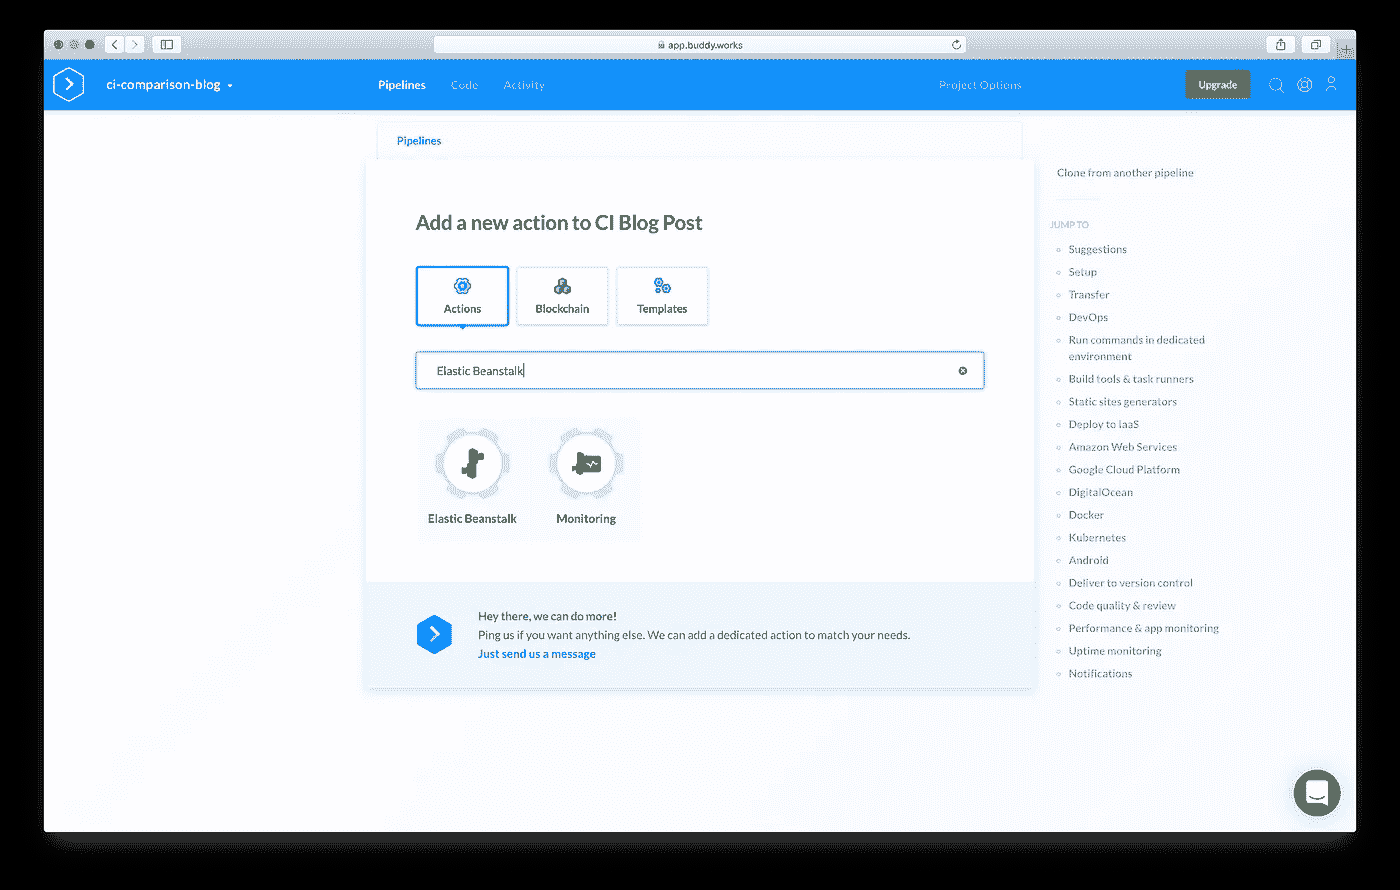 app.buddy.works
ci-comparison-blog
Pipelines
Code
Activity
Project Options
Upgrade
Pipelines
Add a new action to CI Blog Post
Actions
Blockchain
Templates
Elastic Beanstalk
Elastic Beanstalk
Monitoring
Hey there, we can do more!
Ping us if you want anything else. We can add a dedicated action to match your needs.
Just send us a message
Clone from another pipeline
JUMP TO
Suggestions
Setup
Transfer
DevOps
Run commands in dedicated
environment
Build tools & task runners
Static sites generators
Deploy to IaaS
Amazon Web Services
Google Cloud Platform
DigitalOcean
Docker
Kubernetes
Android
Deliver to version control
Code quality & review
Performance & app monitoring
Uptime monitoring
Notifications